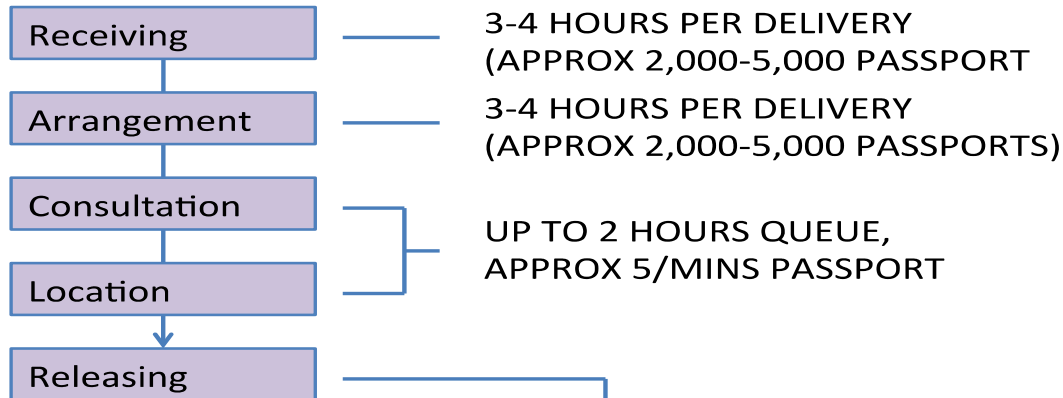 Receiving
3-4 HOURS PER DELIVERY
(APPROX 2,000-5,000 PASSPORT
Arrangement
3-4 HOURS PER DELIVERY
(APPROX 2,000-5,000 PASSPORTS)
Consultation
Location
UP TO 2 HOURS QUEUE,
APPROX 5/MINS PASSPORT
Releasing